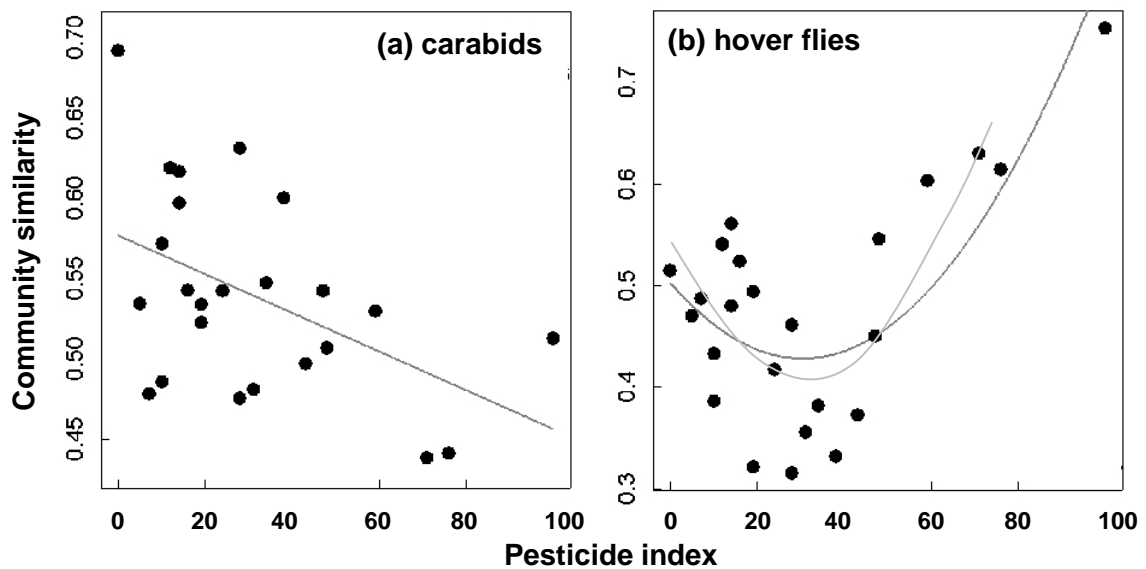 (a) carabids
(b) hover flies
Community similarity
0.70
0.65
0.60
0.55
0.50
0.45
0 20 40 60 80 100
0.7
0.6
0.5
0.4
0.3
0 20 40 60 80 100
Pesticide index